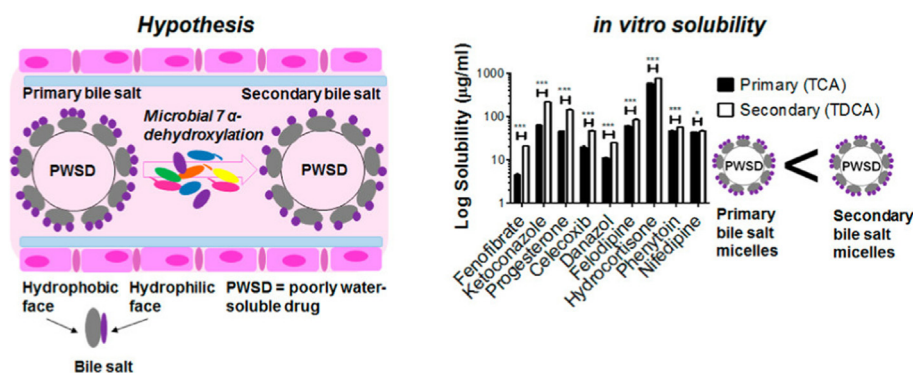 Hypothesis
Primary bile salt
Secondary bile salt
Microbial 7 α-
dehydroxylation
PWSD
PWSD
Hydrophobic
face
Hydrophilic
face
PWSD = poorly water-
soluble drug
Bile salt
in vitro solubility
Log Solubility (µg/ml)
1000
100
10
1
***
***
***
***
***
***
***
***
*
Fenofibrate
Ketoconazole
Progesterone
Celecoxib
Danazol
Felodipine
Hydrocortisone
Phenytoin
Nifedipine
Primary (TCA)
Secondary (TDCA)
PWSD
<
PWSD
Primary
bile salt
micelles
Secondary
bile salt
micelles